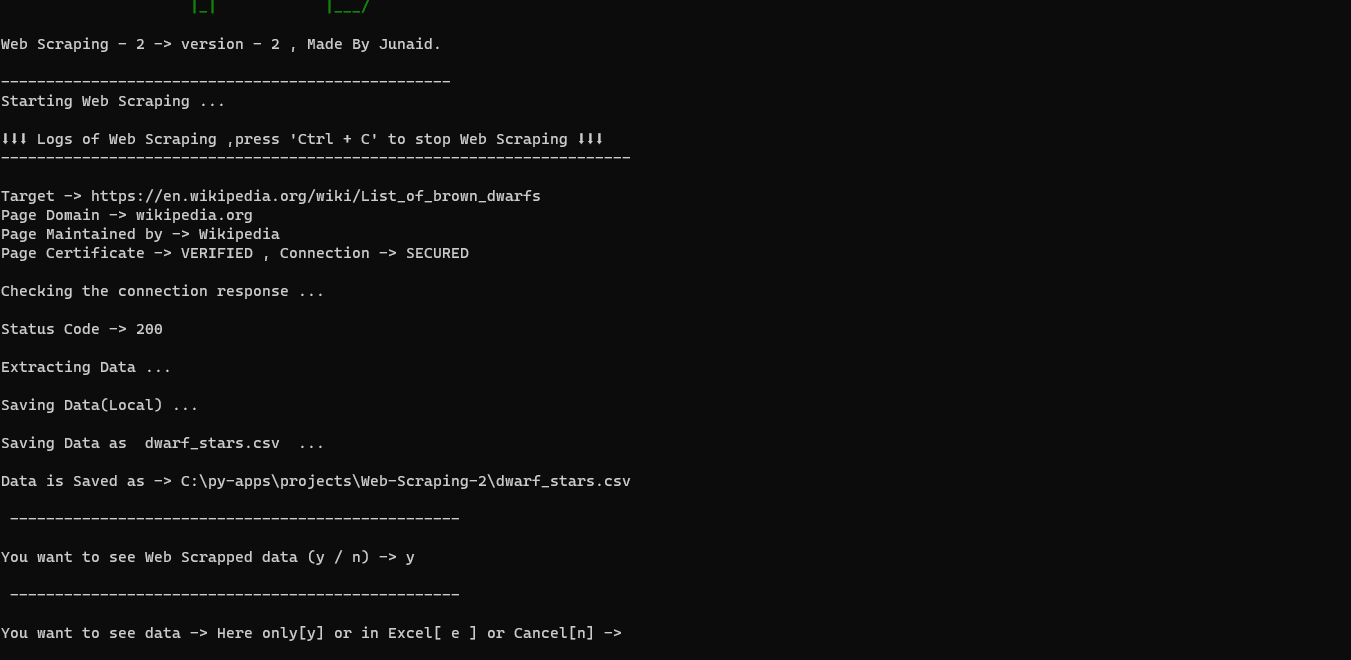 Web Scraping - 2 -> version - 2 , Made By Junaid.
--------------------------------------------------
Starting Web Scraping ...
⬇⬇⬇ Logs of Web Scraping ,press 'Ctrl + C' to stop Web Scraping ⬇⬇⬇
----------------------------------------------------------------------
Target -> https://en.wikipedia.org/wiki/List_of_brown_dwarfs
Page Domain -> wikipedia.org
Page Maintained by -> Wikipedia
Page Certificate -> VERIFIED , Connection -> SECURED
Checking the connection response ...
Status Code -> 200
Extracting Data ...
Saving Data(Local) ...
Saving Data as  dwarf_stars.csv  ...
Data is Saved as -> C:\py-apps\projects\Web-Scraping-2\dwarf_stars.csv
--------------------------------------------------
You want to see Web Scrapped data (y / n) -> y
--------------------------------------------------
You want to see data -> Here only[y] or in Excel[ e ] or Cancel[n] ->